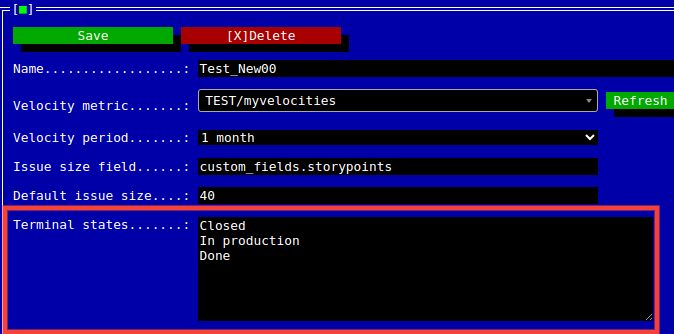 [■]
Save [X]Delete
Name..................: Test_New00
Velocity metric.......: TEST/myvelocities Refresh
Velocity period.......: 1 month
Issue size field......: custom_fields.storypoints
Default issue size....: 40
Terminal states.......: Closed
In production
Done